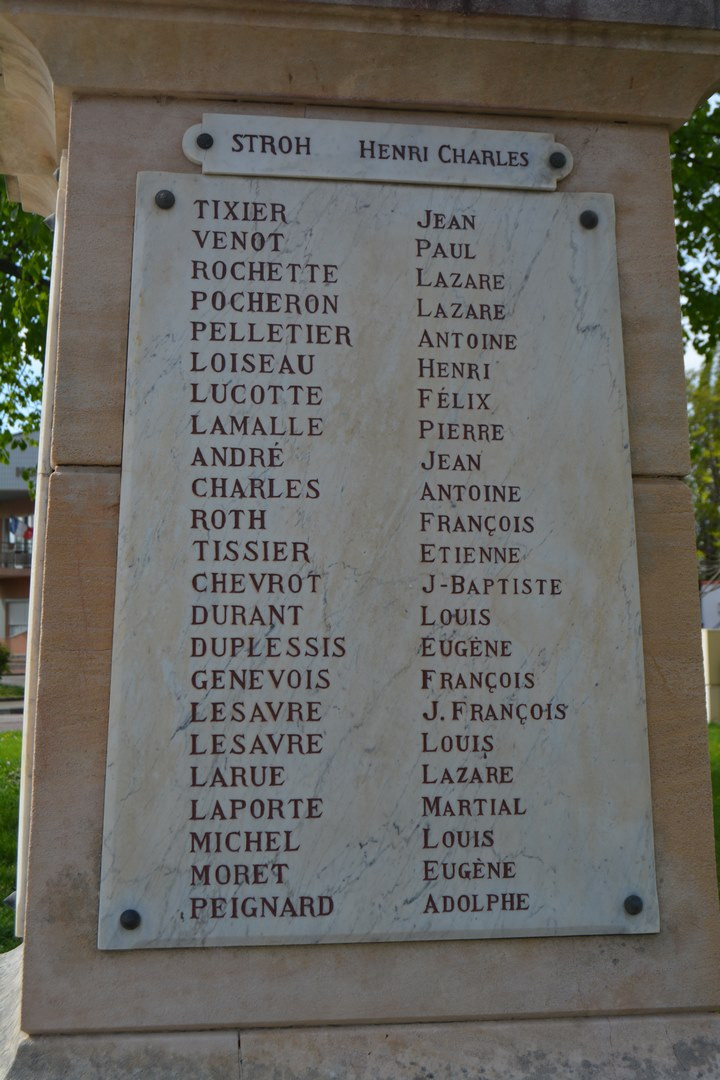 STROH HENRI CHARLES
TIXIER JEAN
VENOT PAUL
ROCHETTE LAZARE
POCHERON LAZARE
PELLETIER ANTOINE
LOISEAU HENRI
LUCOTTE FÉLIX
LAMALLE PIERRE
ANDRÉ JEAN
CHARLES ANTOINE
ROTH FRANÇOIS
TISSIER ETIENNE
CHEVROT J-BAPTISTE
DURANT LOUIS
DUPLESSIS EUGÈNE
GENEVOIS FRANÇOIS
LESAVRE J. FRANÇOIS
LESAVRE LOUIS
LARUE LAZARE
LAPORTE MARTIAL
MICHEL LOUIS
MORET EUGÈNE
PEIGNARD ADOLPHE